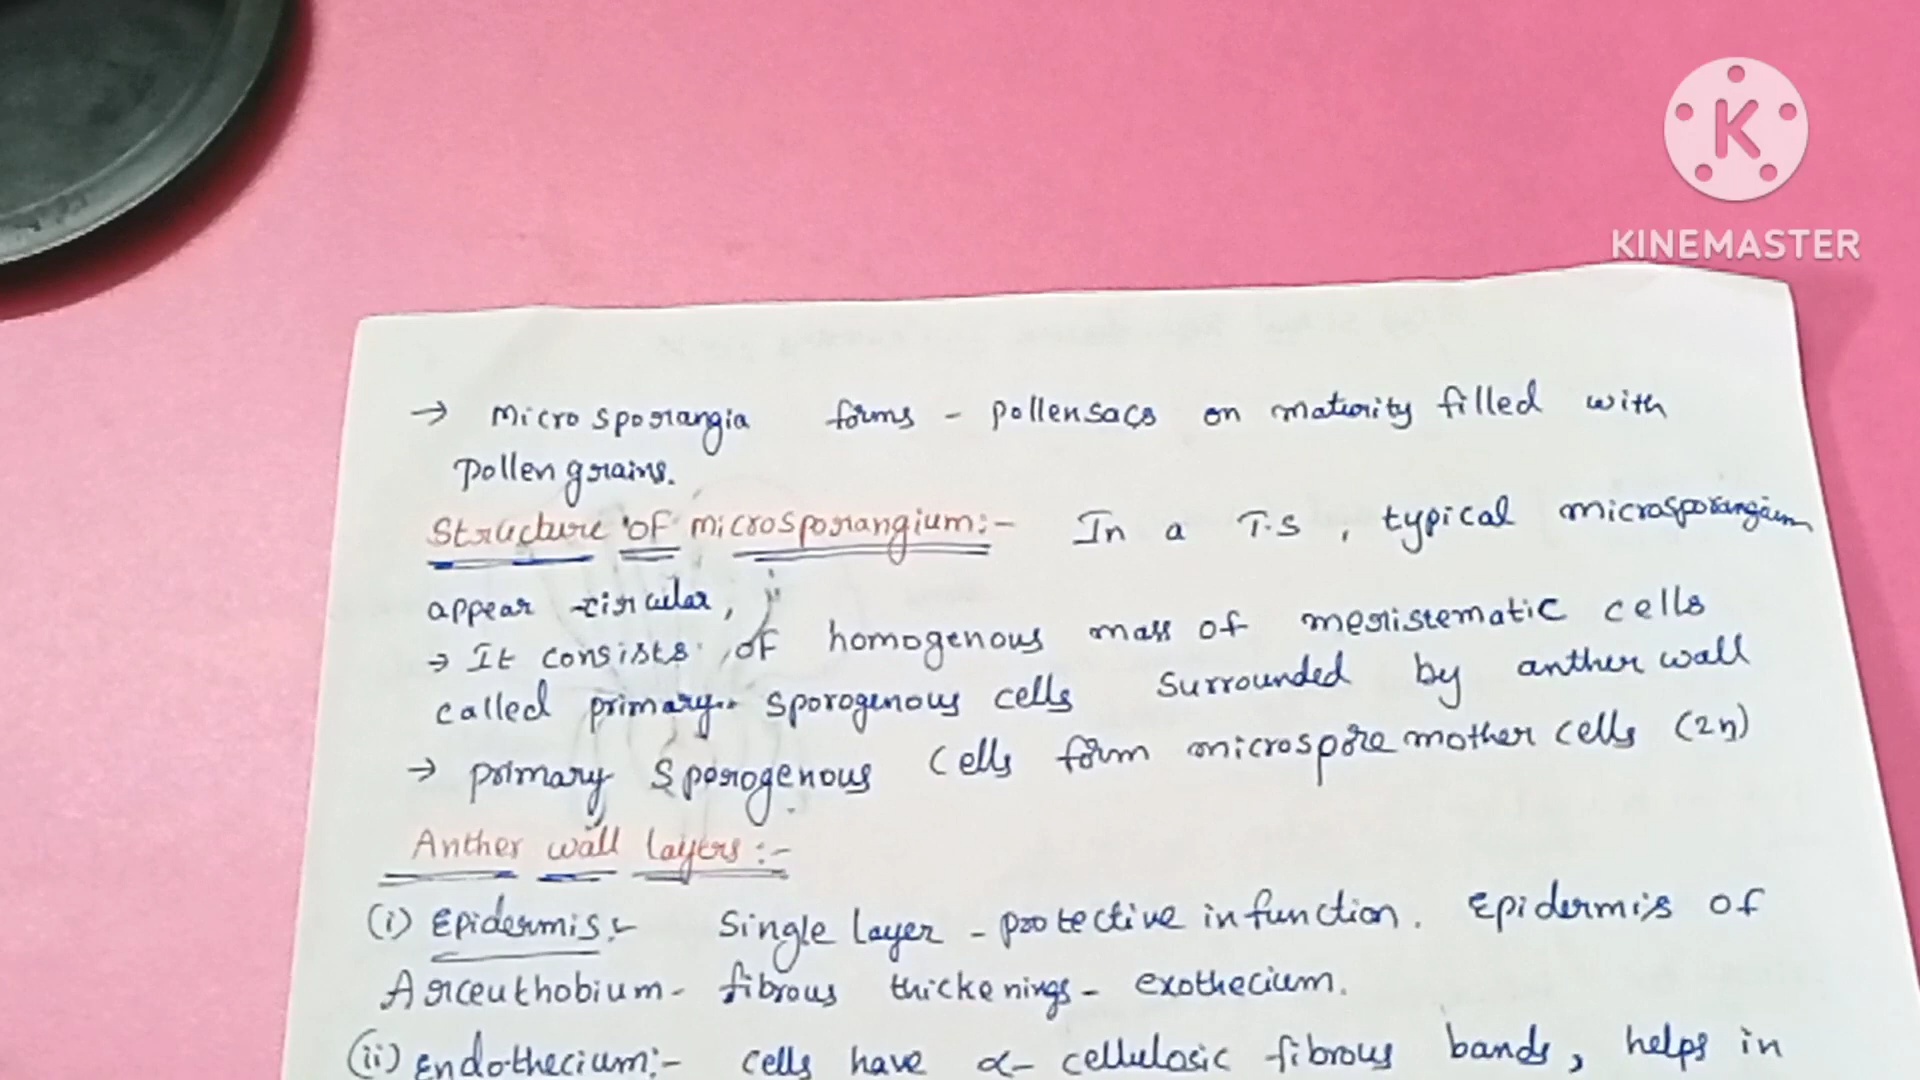 K
KINEMASTER
→ Microsporangia forms - pollensacs on maturity filled with
pollen grains.
Structure of microsporangium:- In a T.S, typical microsporangium
appear circular,
→ It consists of homogenous mass of meristematic cells
called primary sporogenous cells surrounded by anther wall
→ primary sporogenous cells form microspore mother cells (2n)
Anther wall layers:-
(i) Epidermis:- Single layer - protective in function. Epidermis of
Arceuthobium - fibrous thickenings - exothecium.
(ii) Endothecium:- cells have α- cellulosic fibrous bands, helps in